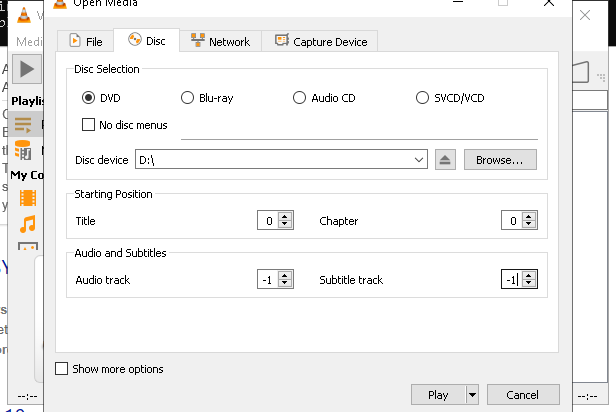 Open Media
Medi
File
Disc
Network
Capture Device
Disc Selection
DVD
Blu-ray
Audio CD
SVCD/VCD
No disc menus
Playlis
Disc device
D:\
Browse...
My Co
Starting Position
Title
0
Chapter
0
Audio and Subtitles
Audio track
-1
Subtitle track
-1
Show more options
Play
Cancel
--:--
--:--